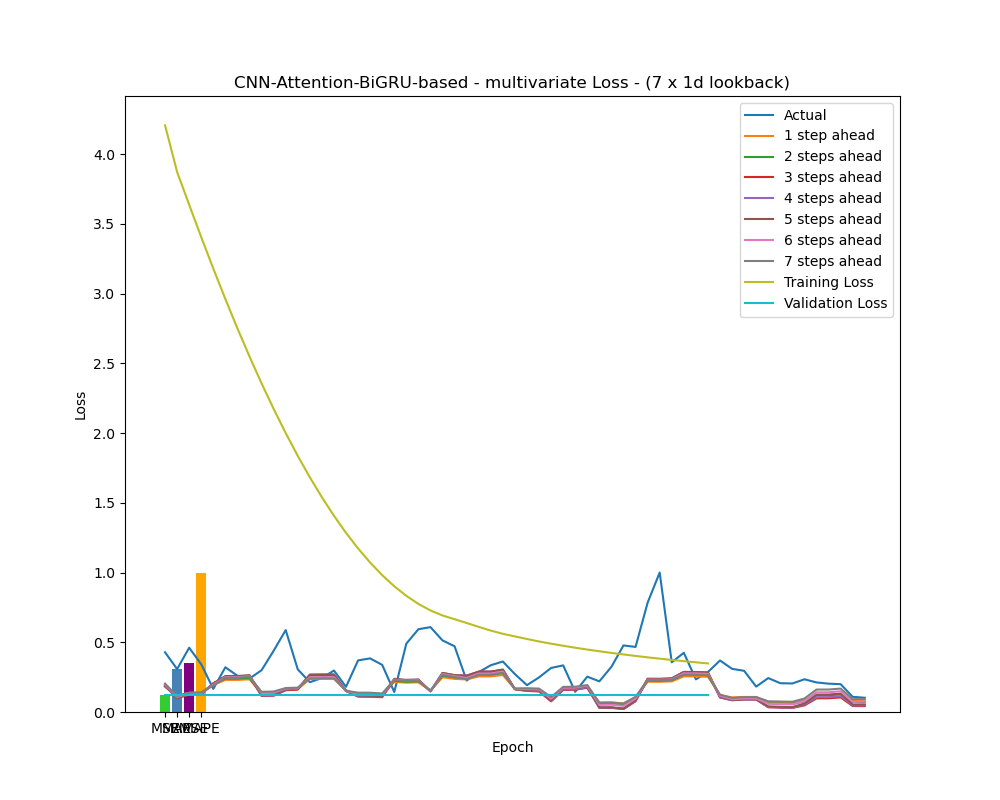 CNN-Attention-BiGRU-based - multivariate Loss - (7 x 1d lookback)
Actual
1 step ahead
2 steps ahead
3 steps ahead
4 steps ahead
5 steps ahead
6 steps ahead
7 steps ahead
Training Loss
Validation Loss
4.0
3.5
3.0
2.5
2.0
1.5
1.0
0.5
0.0
Loss
Epoch